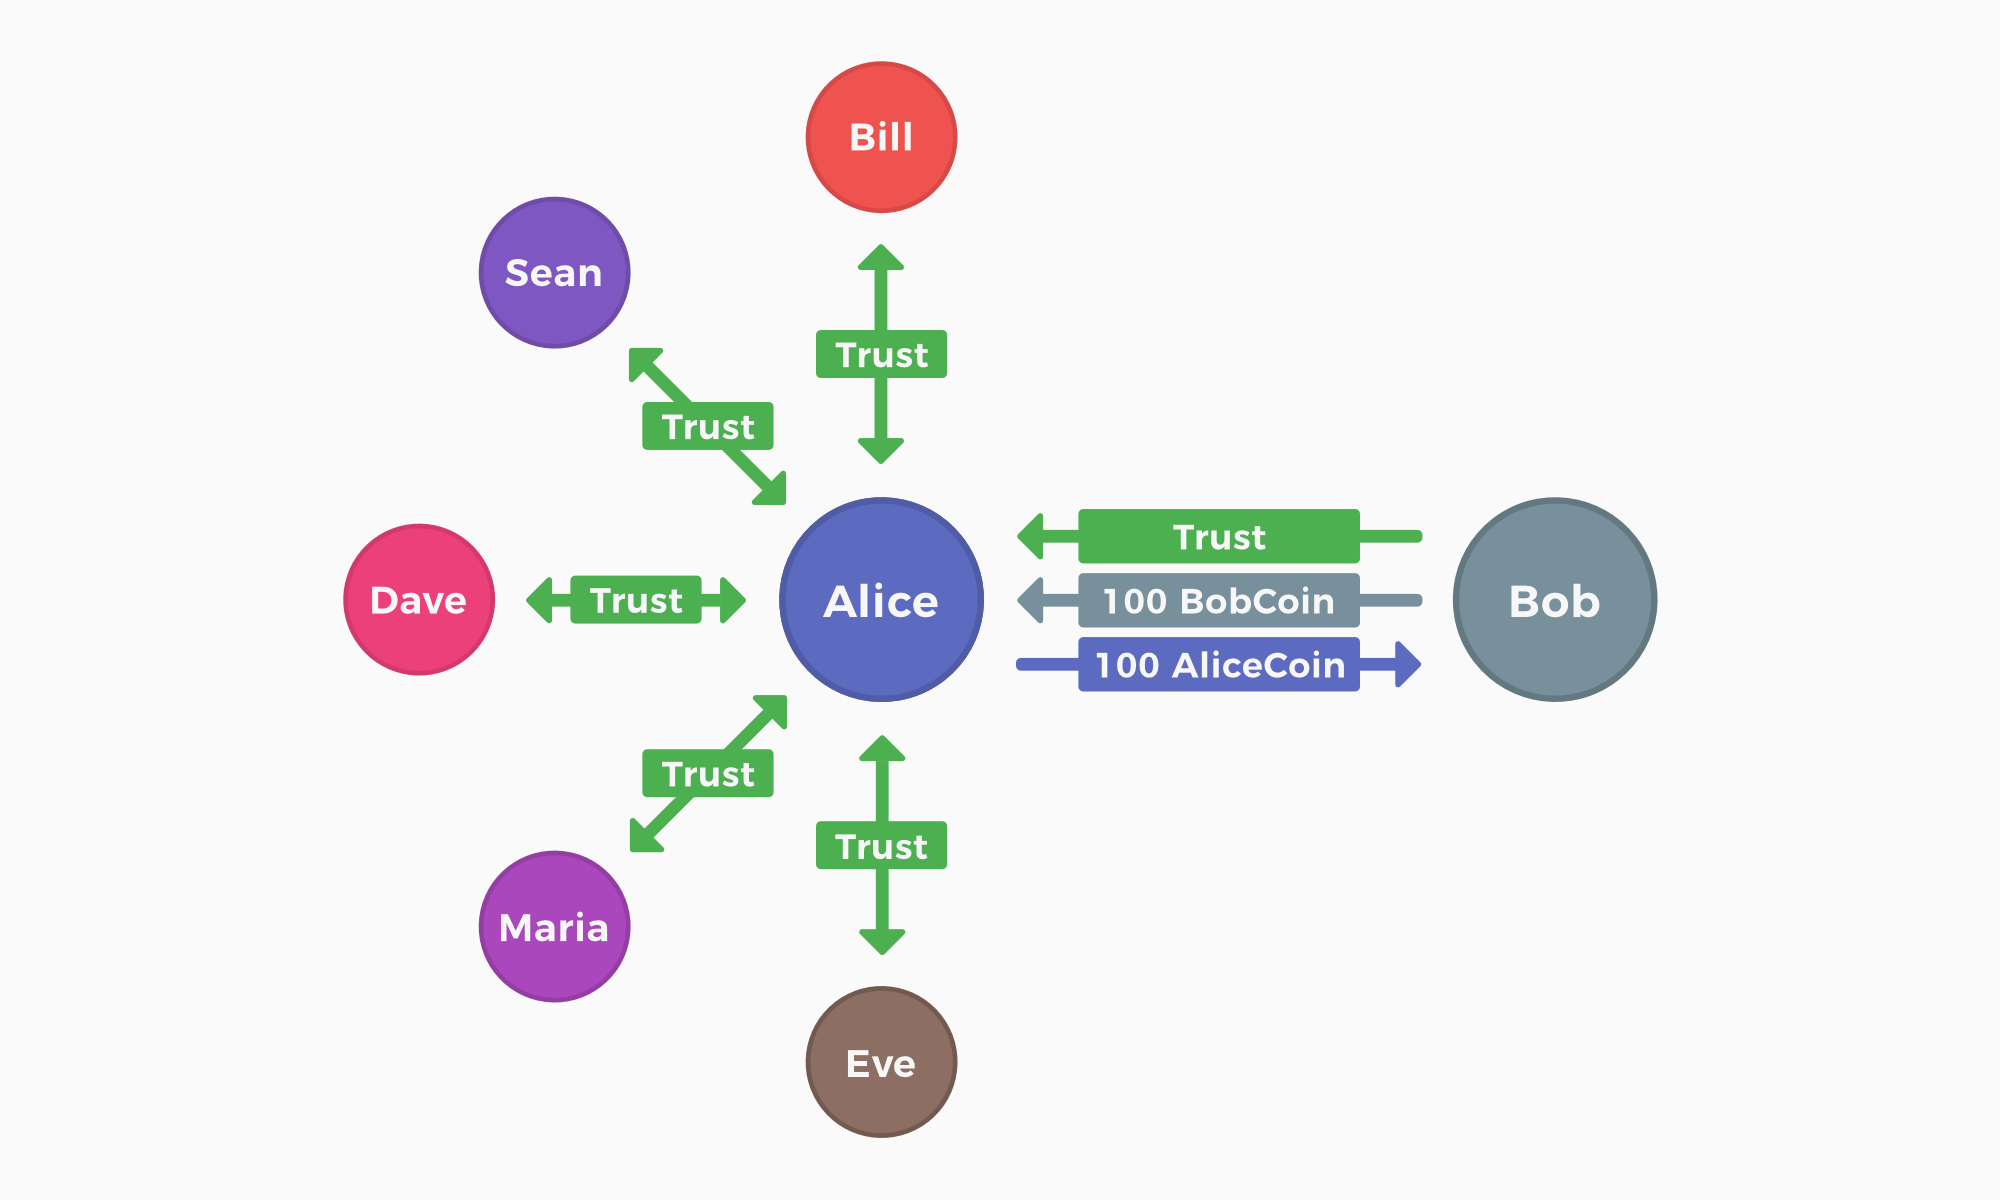 Bill
Sean
Trust
Trust
Trust
Dave
Trust
Alice
100 BobCoin
Bob
100 AliceCoin
Trust
Trust
Maria
Eve